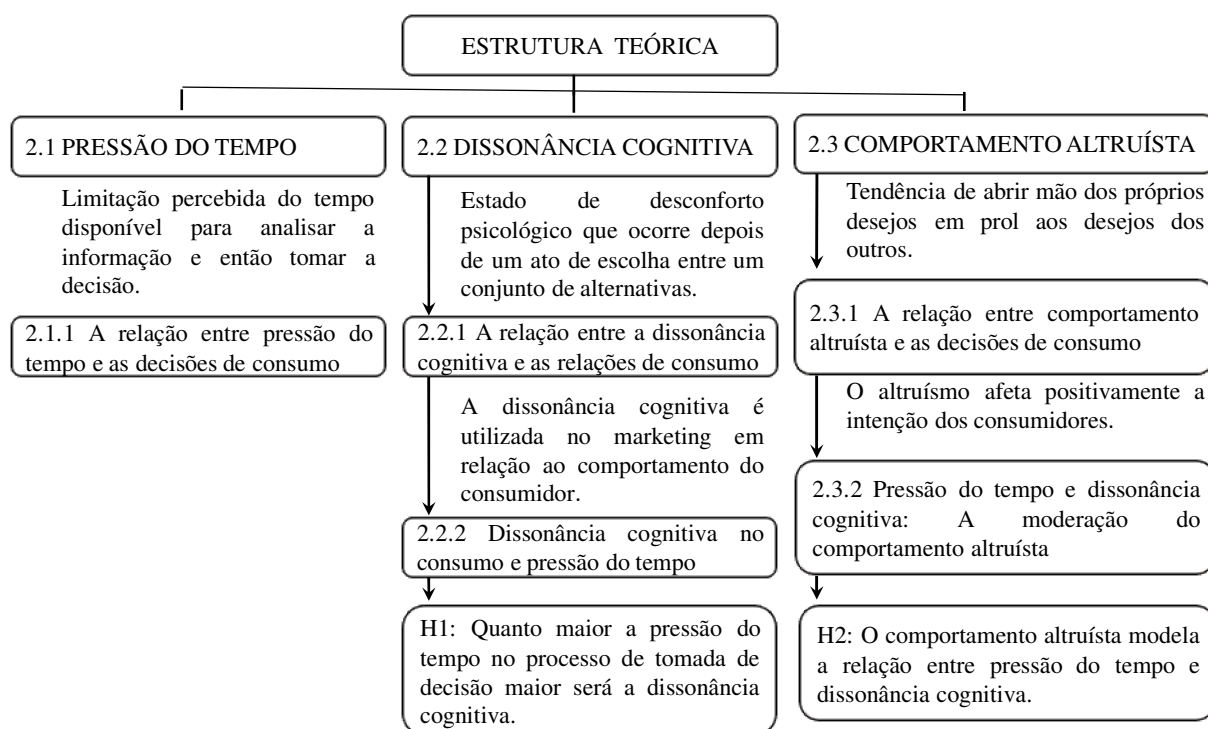 ESTRUTURA TEÓRICA
2.1 PRESSÃO DO TEMPO
Limitação percebida do tempo
disponível para analisar a
informação e então tomar a
decisão.
2.1.1 A relação entre pressão do
tempo e as decisões de consumo
2.2 DISSONÂNCIA COGNITIVA
Estado de desconforto
psicológico que ocorre depois
de um ato de escolha entre um
conjunto de alternativas.
2.2.1 A relação entre a dissonância
cognitiva e as relações de consumo
A dissonância cognitiva é
utilizada no marketing em
relação ao comportamento do
consumidor.
2.2.2 Dissonância cognitiva no
consumo e pressão do tempo
H1: Quanto maior a pressão do
tempo no processo de tomada de
decisão maior será a dissonância
cognitiva.
2.3 COMPORTAMENTO ALTRUÍSTA
Tendência de abrir mão dos próprios
desejos em prol aos desejos dos
outros.
2.3.1 A relação entre comportamento
altruísta e as decisões de consumo
O altruísmo afeta positivamente a
intenção dos consumidores.
2.3.2 Pressão do tempo e dissonância
cognitiva: A moderação do
comportamento altruísta
H2: O comportamento altruísta modela
a relação entre pressão do tempo e
dissonância cognitiva.